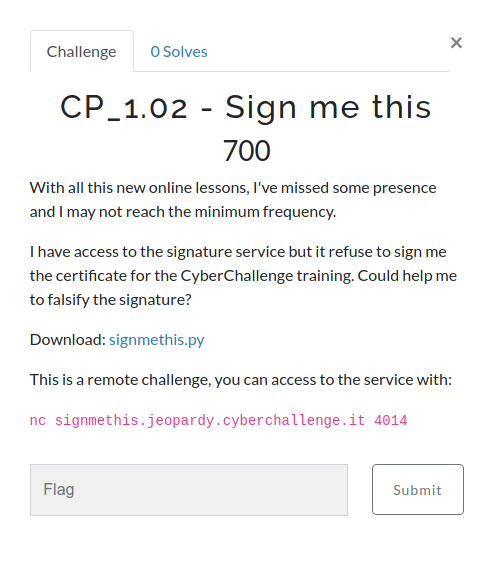 Challenge
0 Solves
×
CP_1.02 - Sign me this
700
With all this new online lessons, I've missed some presence
and I may not reach the minimum frequency.
I have access to the signature service but it refuse to sign me
the certificate for the CyberChallenge training. Could help me
to falsify the signature?
Download: signmethis.py
This is a remote challenge, you can access to the service with:
nc signmethis.jeopardy.cyberchallenge.it 4014
Flag
Submit